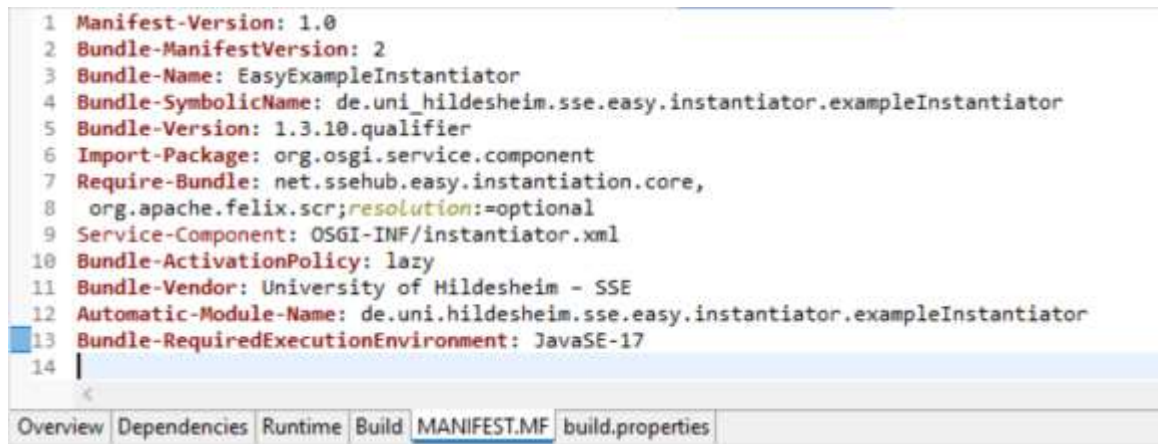 1 Manifest-Version: 1.0
2 Bundle-ManifestVersion: 2
3 Bundle-Name: EasyExampleInstantiator
4 Bundle-SymbolicName: de.uni_hildesheim.sse.easy.instantiator.exampleInstantiator
5 Bundle-Version: 1.3.10.qualifier
6 Import-Package: org.osgi.service.component
7 Require-Bundle: net.ssehub.easy.instantiation.core,
8  org.apache.felix.scr;resolution:=optional
9 Service-Component: OSGI-INF/instantiator.xml
10 Bundle-ActivationPolicy: lazy
11 Bundle-Vendor: University of Hildesheim – SSE
12 Automatic-Module-Name: de.uni.hildesheim.sse.easy.instantiator.exampleInstantiator
13 Bundle-RequiredExecutionEnvironment: JavaSE-17
14
Overview Dependencies Runtime Build MANIFEST.MF build.properties